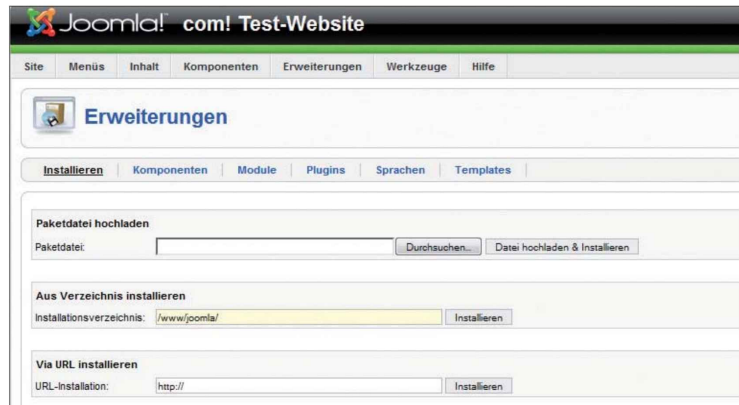 Joomla! com! Test-Website
Site Menüs Inhalt Komponenten Erweiterungen Werkzeuge Hilfe
Erweiterungen
Installieren Komponenten Module Plugins Sprachen Templates
Paketdatei hochladen
Paketdatei: Durchsuchen... Datei hochladen & Installieren
Aus Verzeichnis installieren
Installationsverzeichnis: /www/joomla/ Installieren
Via URL installieren
URL-Installation: http:// Installieren